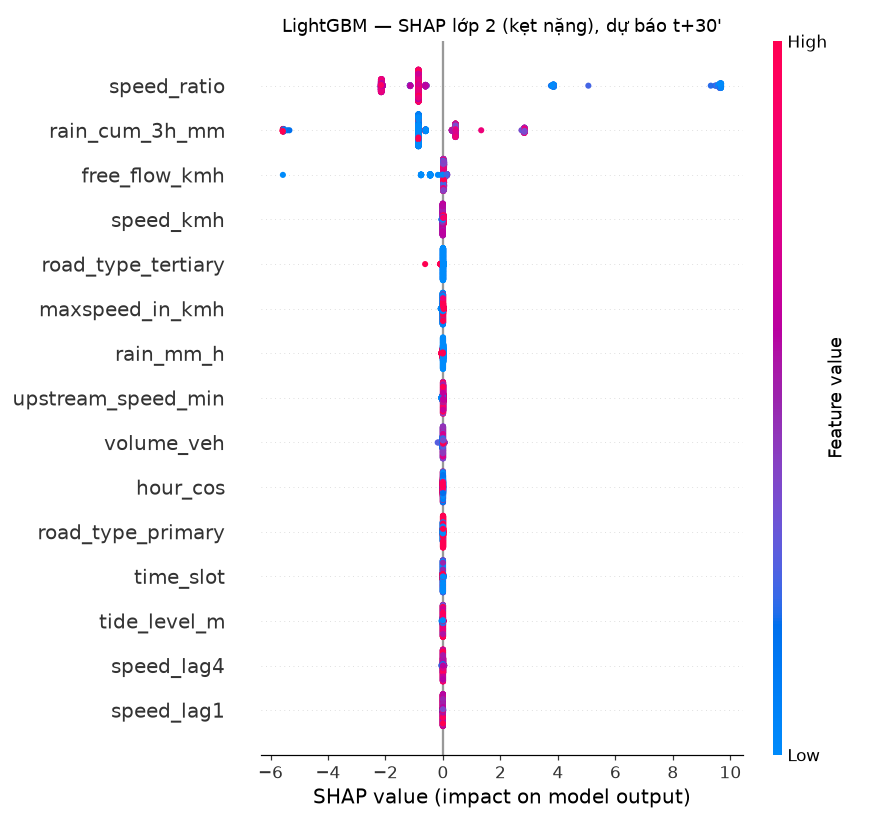 LightGBM — SHAP lớp 2 (kẹt nặng), dự báo t+30'
High
speed_ratio
rain_cum_3h_mm
free_flow_kmh
speed_kmh
road_type_tertiary
maxspeed_in_kmh
rain_mm_h
upstream_speed_min
volume_veh
hour_cos
road_type_primary
time_slot
tide_level_m
speed_lag4
speed_lag1
Feature value
Low
−6 −4 −2 0 2 4 6 8 10
SHAP value (impact on model output)